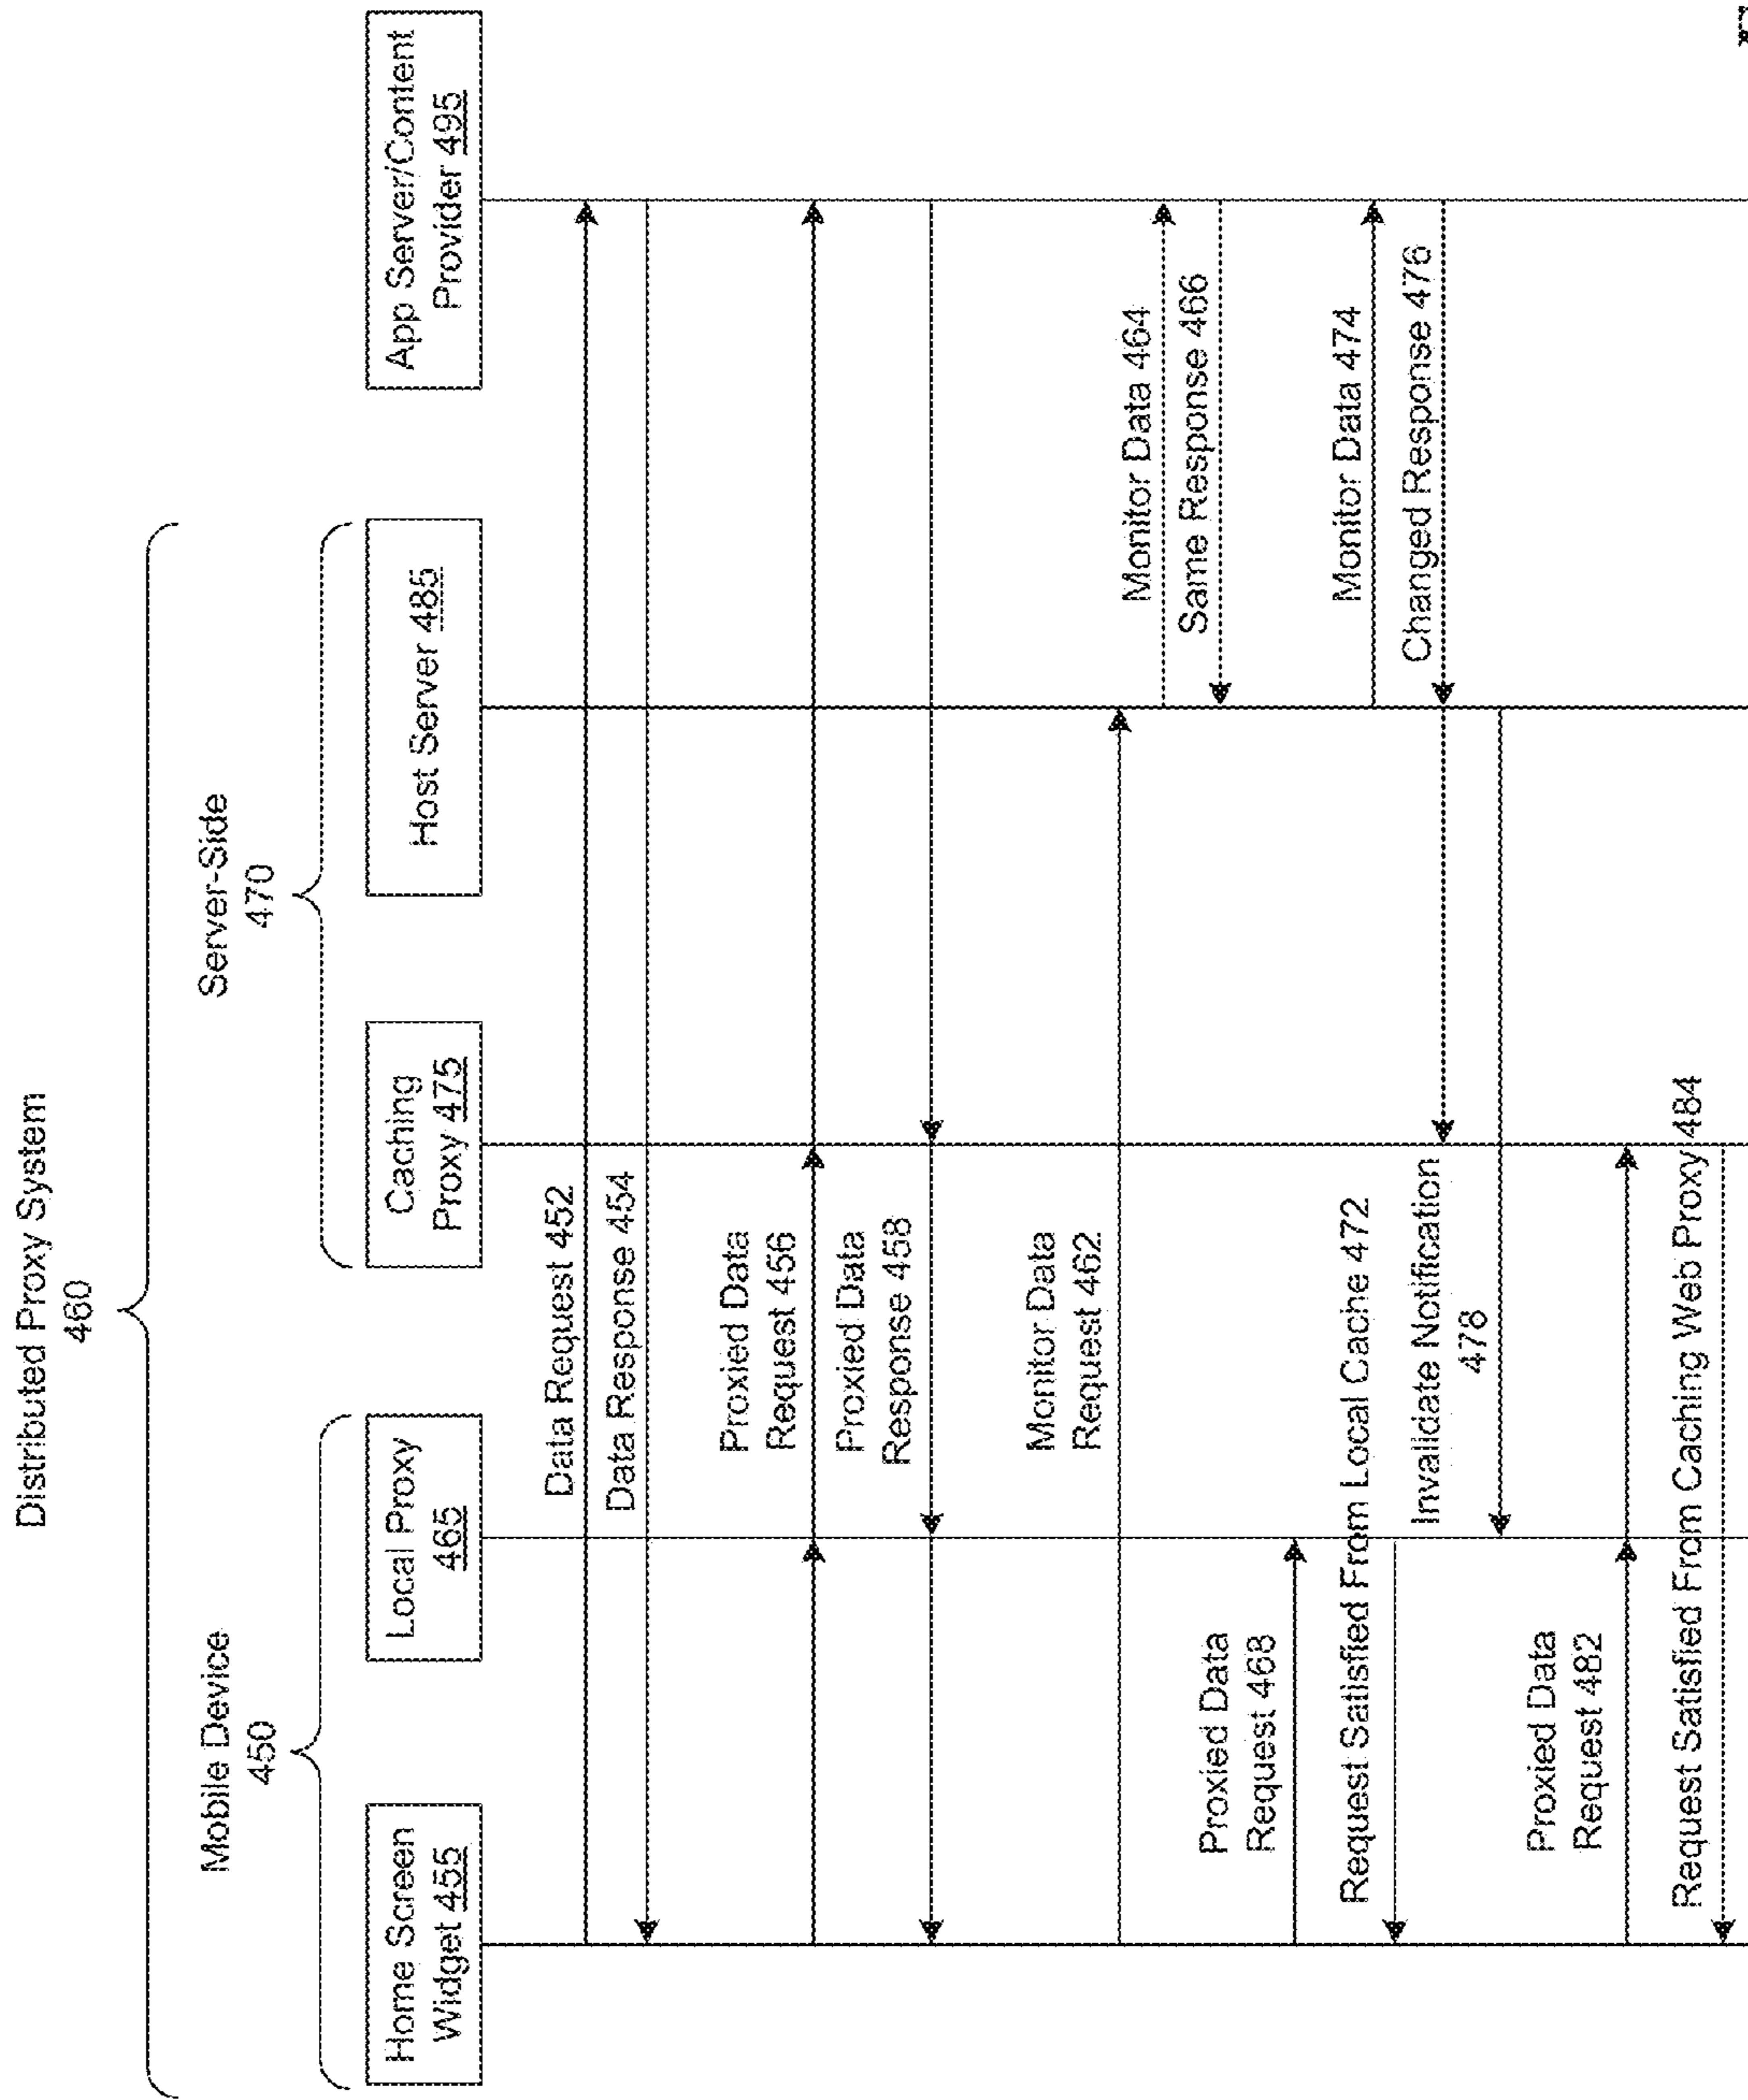 Distributed Proxy System
460
Mobile Device
450
Server-Side
470
Home Screen
Widget 455
Local Proxy
465
Caching
Proxy 475
Host Server 485
App Server/Content
Provider 495
Data Request 452
Data Response 454
Proxied Data
Request 456
Proxied Data
Response 458
Monitor Data
Request 462
Monitor Data 464
Same Response 466
Proxied Data
Request 468
Request Satisfied From Local Cache 472
Monitor Data 474
Changed Response 476
Invalidate Notification
478
Proxied Data
Request 482
Request Satisfied From Caching Web Proxy 484